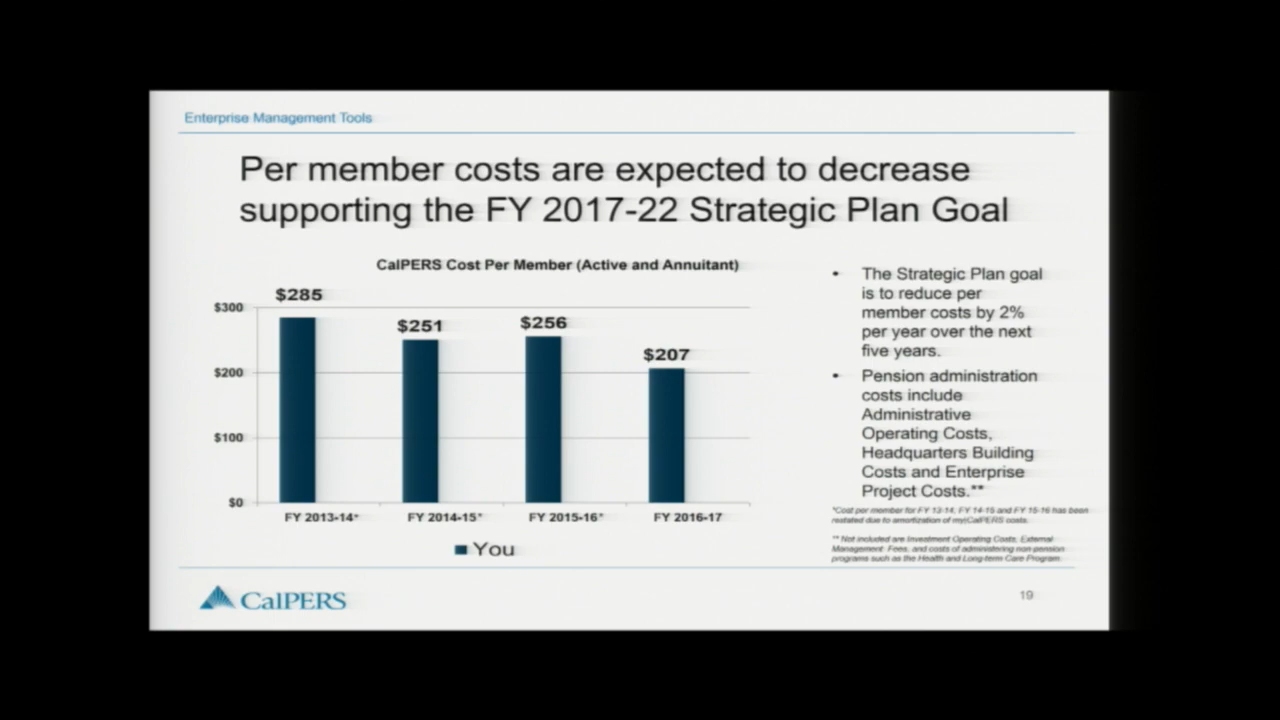 Enterprise Management Tools
Per member costs are expected to decrease
supporting the FY 2017-22 Strategic Plan Goal
CalPERS Cost Per Member (Active and Annuitant)
$285
$251
$256
$207
$300
$200
$100
$0
FY 2013-14*
FY 2014-15*
FY 2015-16*
FY 2016-17
You
• The Strategic Plan goal
is to reduce per
member costs by 2%
per year over the next
five years.
• Pension administration
costs include
Administrative
Operating Costs,
Headquarters Building
Costs and Enterprise
Project Costs.**
*Cost per member for FY 13-14, FY 14-15 and FY 15-16 has been
restated due to amortization of my|CalPERS costs.
** Not included are Investment Operating Costs, External
Management Fees, and costs of administering non pension
programs such as the Health and Long-term Care Program.
CalPERS
19